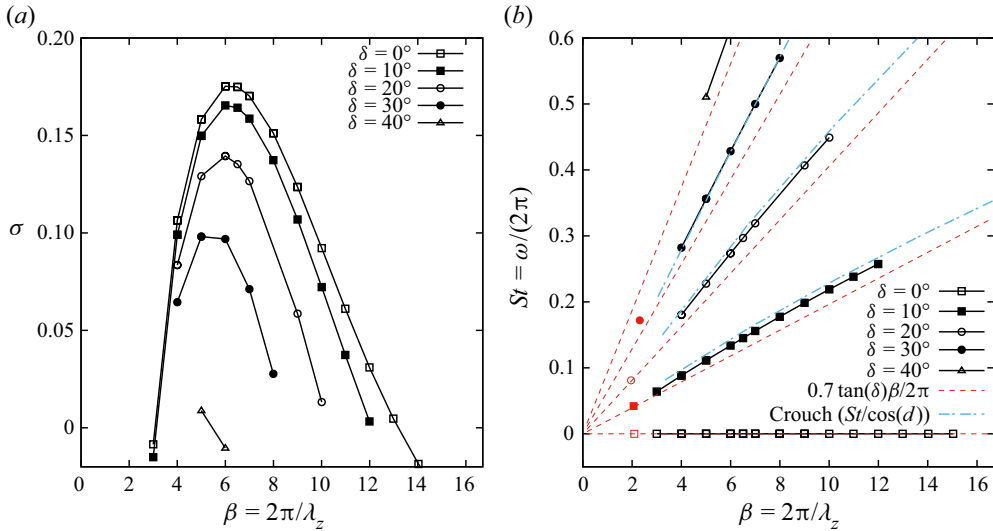 (a)
0.20
0.15
0.10
0.05
0
σ
δ = 0°
δ = 10°
δ = 20°
δ = 30°
δ = 40°
0 2 4 6 8 10 12 14 16
β = 2π/λz
(b)
0.6
0.5
0.4
0.3
0.2
0.1
0
St = ω/(2π)
δ = 0°
δ = 10°
δ = 20°
δ = 30°
δ = 40°
0.7 tan(δ)β/2π
Crouch (St/cos(d))
0 2 4 6 8 10 12 14 16
β = 2π/λz